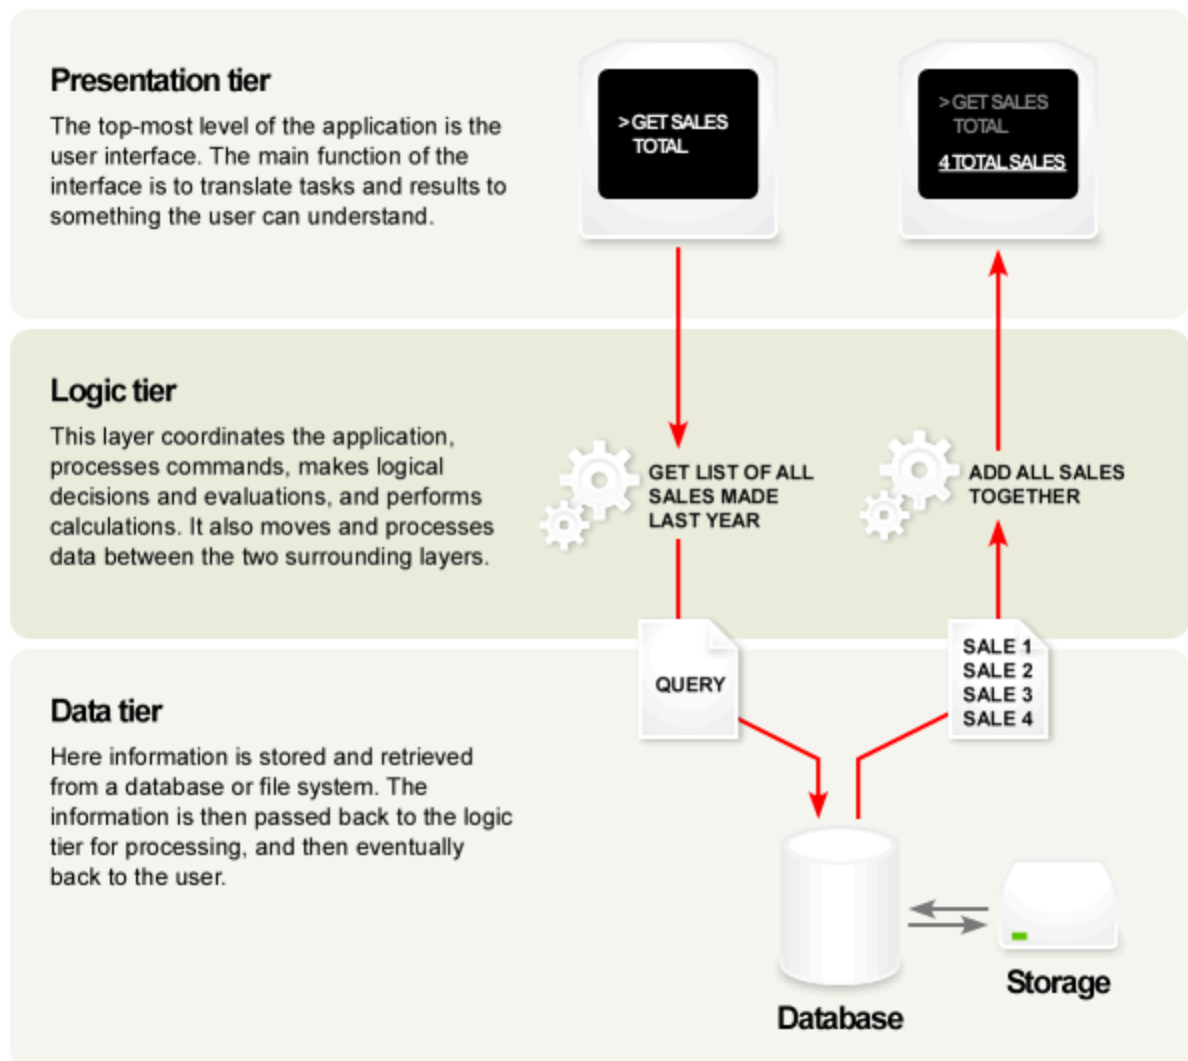 Presentation tier
The top-most level of the application is the
user interface. The main function of the
interface is to translate tasks and results to
something the user can understand.
>GET SALES
TOTAL
>GET SALES
TOTAL
4 TOTAL SALES
Logic tier
This layer coordinates the application,
processes commands, makes logical
decisions and evaluations, and performs
calculations. It also moves and processes
data between the two surrounding layers.
GET LIST OF ALL
SALES MADE
LAST YEAR
ADD ALL SALES
TOGETHER
QUERY
SALE 1
SALE 2
SALE 3
SALE 4
Data tier
Here information is stored and retrieved
from a database or file system. The
information is then passed back to the logic
tier for processing, and then eventually
back to the user.
Database
Storage